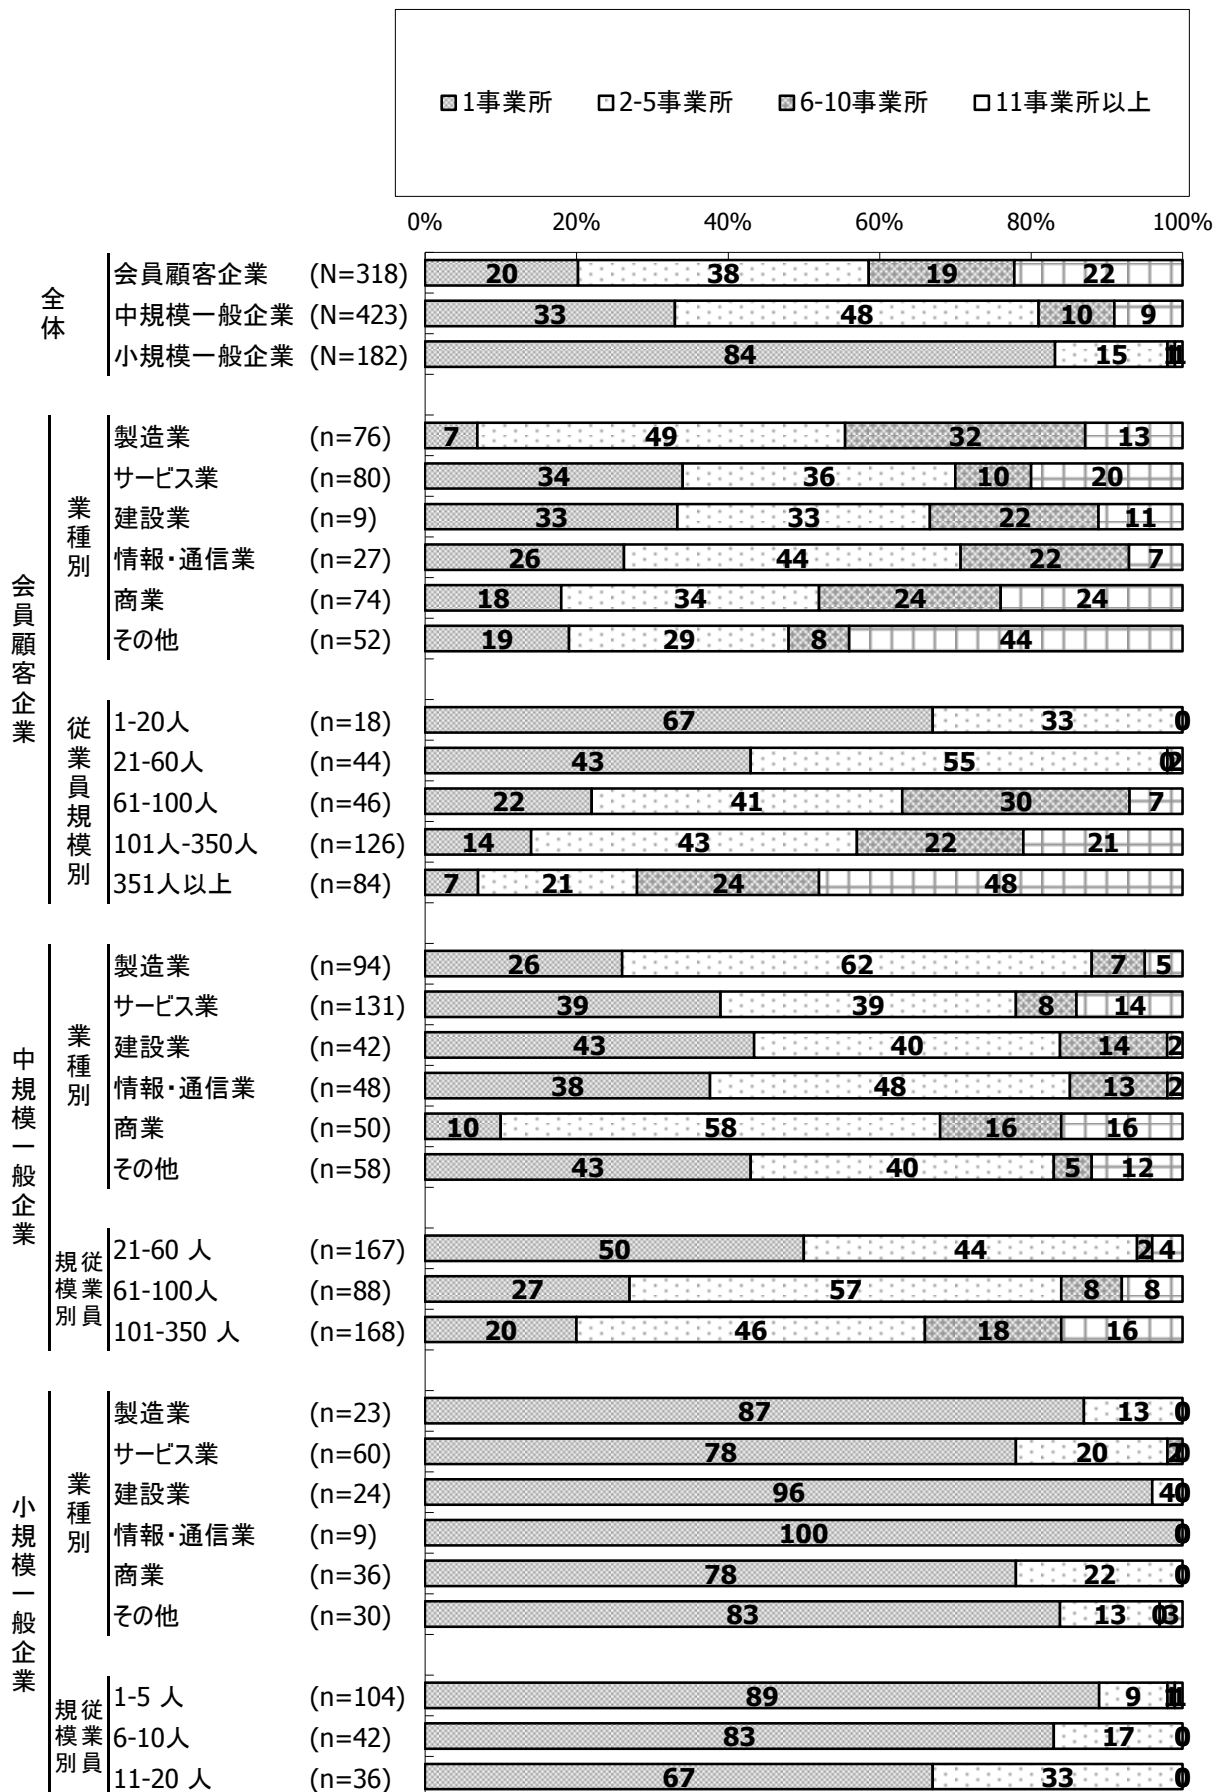 1事業所 2-5事業所 6-10事業所 11事業所以上
0% 20% 40% 60% 80% 100%
全体
会員顧客企業 (N=318) 20 38 19 22
中規模一般企業 (N=423) 33 48 10 9
小規模一般企業 (N=182) 84 15 1 1
会員顧客企業
業種別
製造業 (n=76) 7 49 32 13
サービス業 (n=80) 34 36 10 20
建設業 (n=9) 33 33 22 11
情報・通信業 (n=27) 26 44 22 7
商業 (n=74) 18 34 24 24
その他 (n=52) 19 29 8 44
従業員規模別
1-20人 (n=18) 67 33 0
21-60人 (n=44) 43 55 0 2
61-100人 (n=46) 22 41 30 7
101人-350人 (n=126) 14 43 22 21
351人以上 (n=84) 7 21 24 48
中規模一般企業
業種別
製造業 (n=94) 26 62 7 5
サービス業 (n=131) 39 39 8 14
建設業 (n=42) 43 40 14 2
情報・通信業 (n=48) 38 48 13 2
商業 (n=50) 10 58 16 16
その他 (n=58) 43 40 5 12
従業員規模別
21-60 人 (n=167) 50 44 2 4
61-100人 (n=88) 27 57 8 8
101-350 人 (n=168) 20 46 18 16
小規模一般企業
業種別
製造業 (n=23) 87 13 0
サービス業 (n=60) 78 20 2 0
建設業 (n=24) 96 4 0
情報・通信業 (n=9) 100 0
商業 (n=36) 78 22 0
その他 (n=30) 83 13 0 3
従業員規模別
1-5 人 (n=104) 89 9 1 1
6-10人 (n=42) 83 17 0
11-20 人 (n=36) 67 33 0